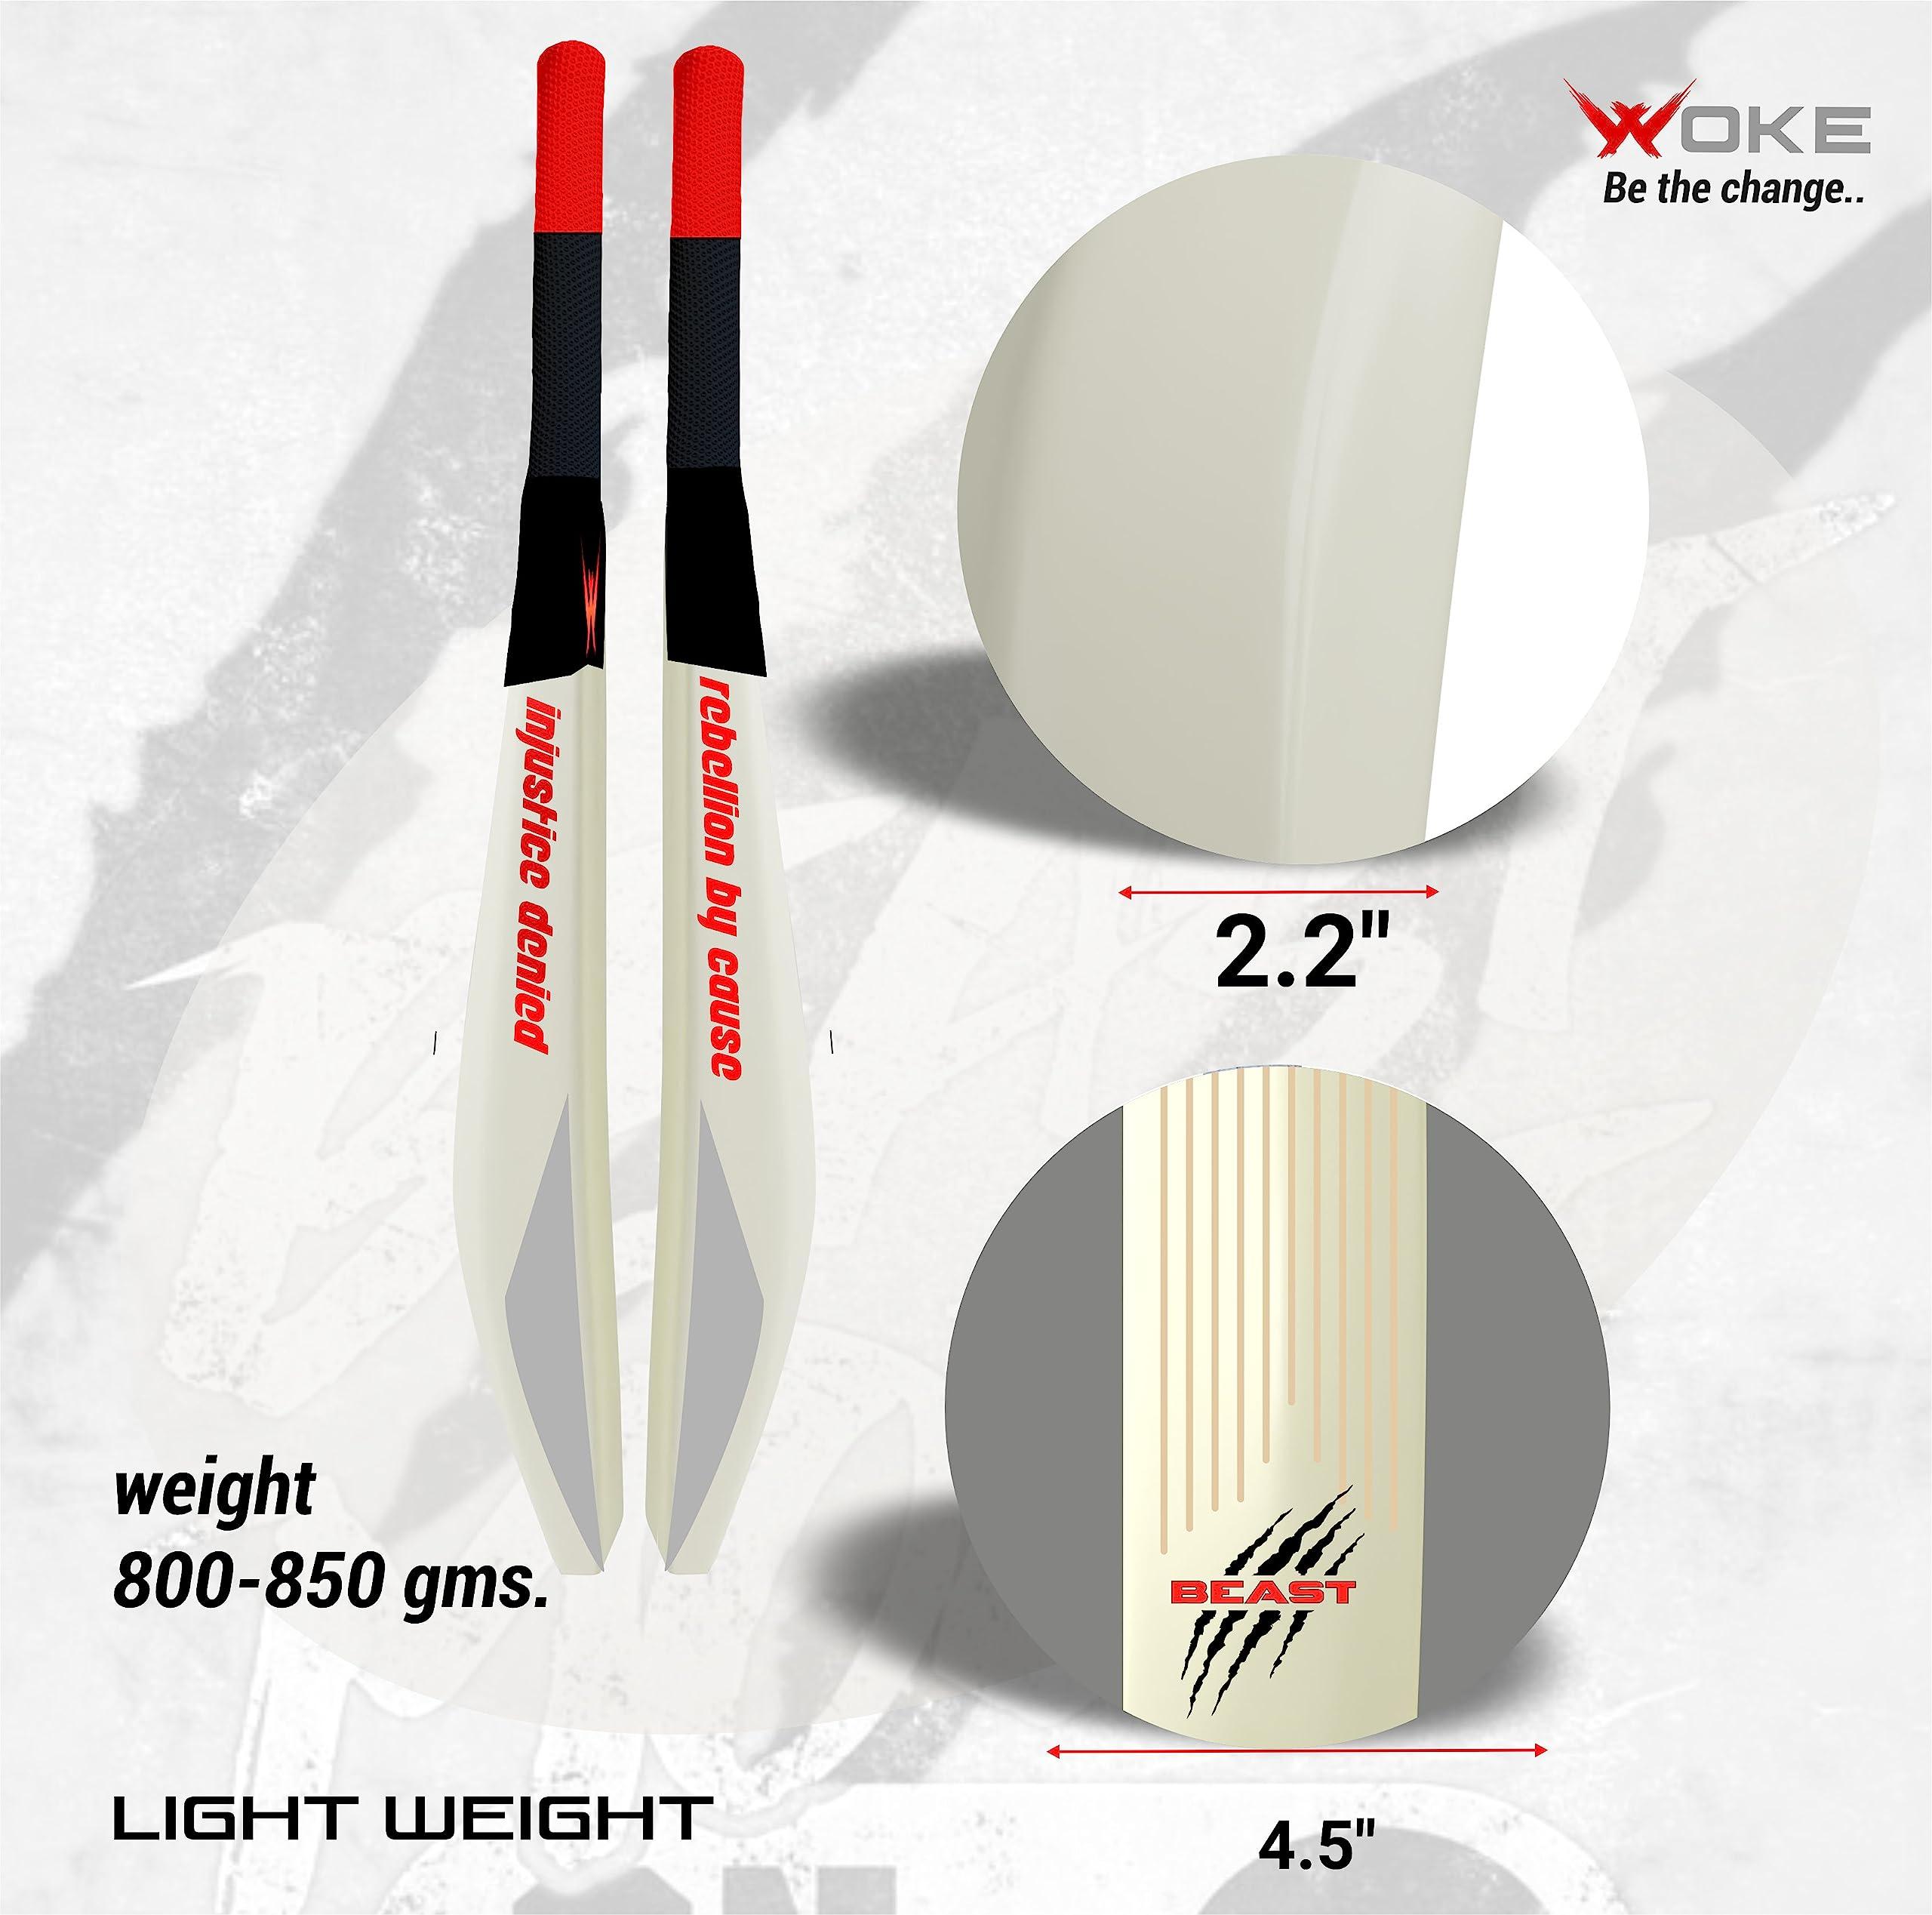 WOKE
Be the change..
injustice denied
rebellion by cause
2.2"
BEAST
weight
800-850 gms.
LIGHT WEIGHT
4.5"